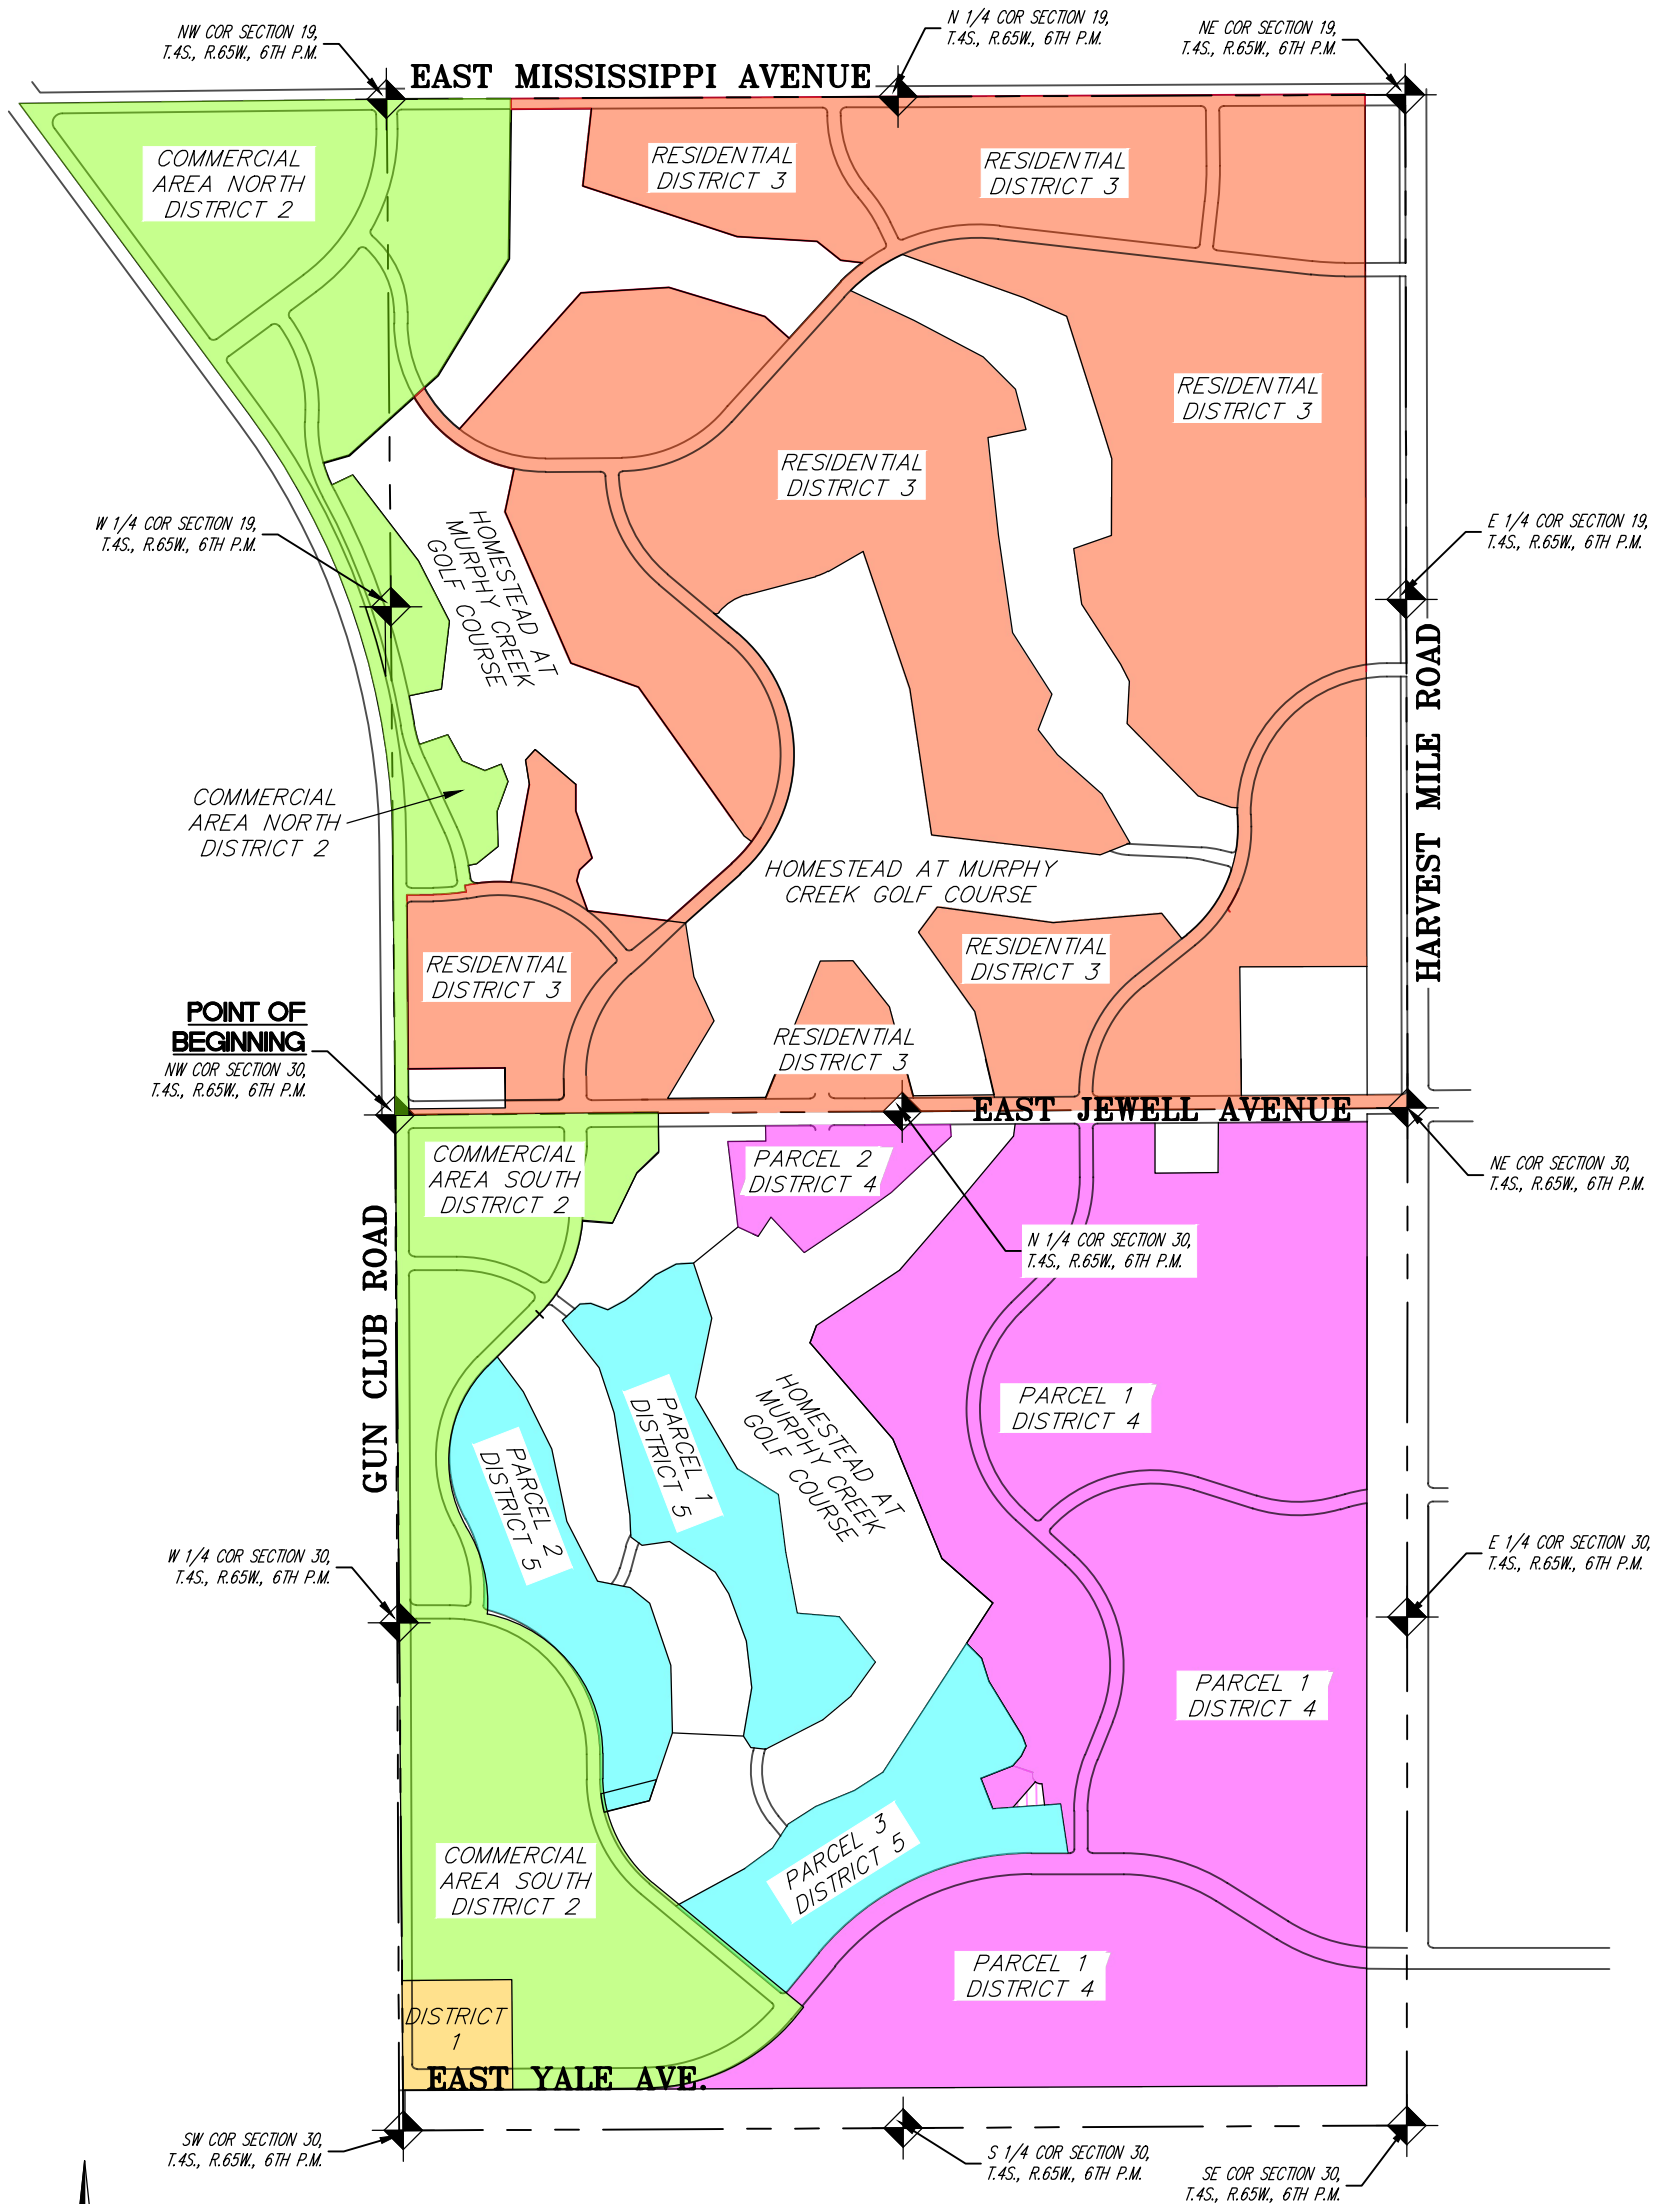 NW COR SECTION 19,
T.4S., R.65W., 6TH P.M.
N 1/4 COR SECTION 19,
T.4S., R.65W., 6TH P.M.
NE COR SECTION 19,
T.4S., R.65W., 6TH P.M.
EAST MISSISSIPPI AVENUE
COMMERCIAL
AREA NORTH
DISTRICT 2
RESIDENTIAL
DISTRICT 3
RESIDENTIAL
DISTRICT 3
RESIDENTIAL
DISTRICT 3
RESIDENTIAL
DISTRICT 3
W 1/4 COR SECTION 19,
T.4S., R.65W., 6TH P.M.
HOMESTEAD AT
MURPHY CREEK
GOLF COURSE
E 1/4 COR SECTION 19,
T.4S., R.65W., 6TH P.M.
HARVEST MILE ROAD
COMMERCIAL
AREA NORTH
DISTRICT 2
HOMESTEAD AT MURPHY
CREEK GOLF COURSE
RESIDENTIAL
DISTRICT 3
RESIDENTIAL
DISTRICT 3
RESIDENTIAL
DISTRICT 3
POINT OF
BEGINNING
NW COR SECTION 30,
T.4S., R.65W., 6TH P.M.
EAST JEWELL AVENUE
COMMERCIAL
AREA SOUTH
DISTRICT 2
PARCEL 2
DISTRICT 4
NE COR SECTION 30,
T.4S., R.65W., 6TH P.M.
N 1/4 COR SECTION 30,
T.4S., R.65W., 6TH P.M.
GUN CLUB ROAD
PARCEL 1
DISTRICT 5
HOMESTEAD AT
MURPHY CREEK
GOLF COURSE
PARCEL 1
DISTRICT 4
PARCEL 2
DISTRICT 5
W 1/4 COR SECTION 30,
T.4S., R.65W., 6TH P.M.
E 1/4 COR SECTION 30,
T.4S., R.65W., 6TH P.M.
PARCEL 1
DISTRICT 4
PARCEL 3
DISTRICT 5
COMMERCIAL
AREA SOUTH
DISTRICT 2
PARCEL 1
DISTRICT 4
DISTRICT
1
EAST YALE AVE.
SW COR SECTION 30,
T.4S., R.65W., 6TH P.M.
S 1/4 COR SECTION 30,
T.4S., R.65W., 6TH P.M.
SE COR SECTION 30,
T.4S., R.65W., 6TH P.M.